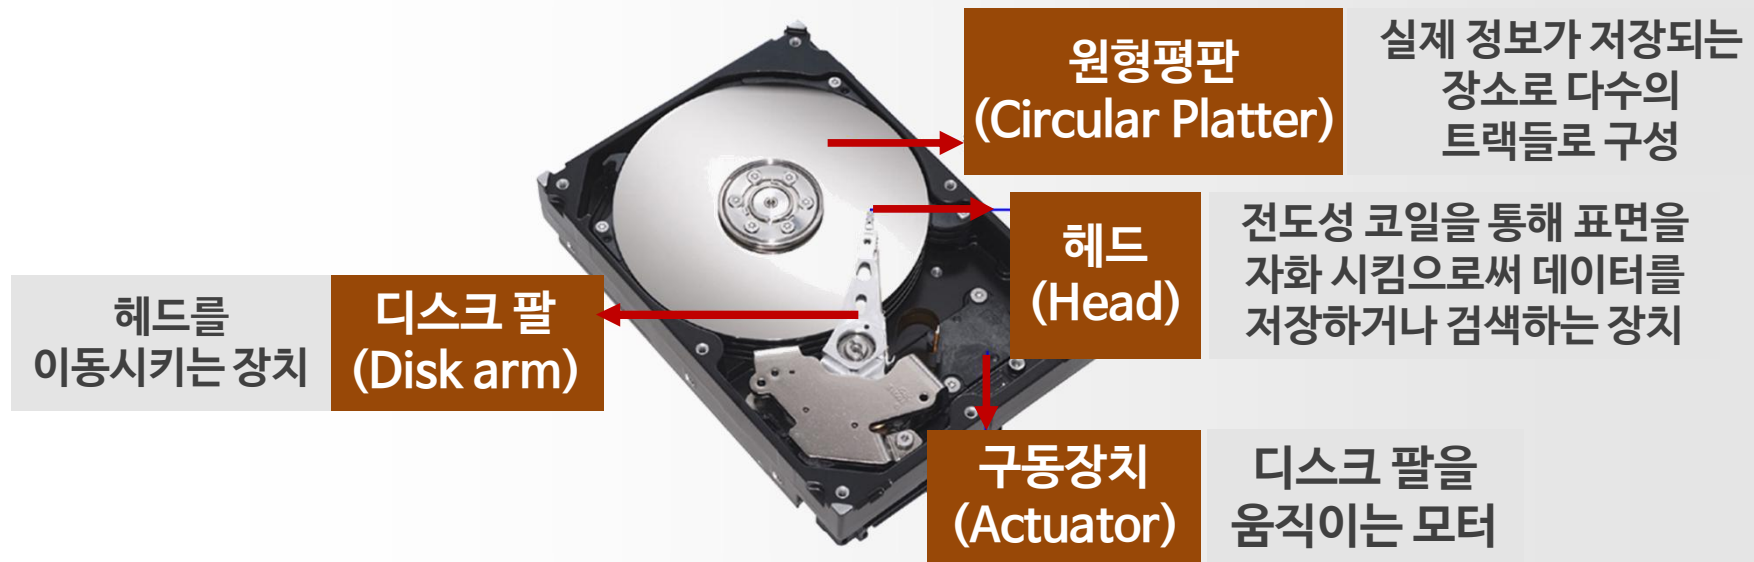 원형평판
(Circular Platter)
실제 정보가 저장되는
장소로 다수의
트랙들로 구성
헤드
(Head)
전도성 코일을 통해 표면을
자화 시킴으로써 데이터를
저장하거나 검색하는 장치
헤드를
이동시키는 장치
디스크 팔
(Disk arm)
구동장치
(Actuator)
디스크 팔을
움직이는 모터